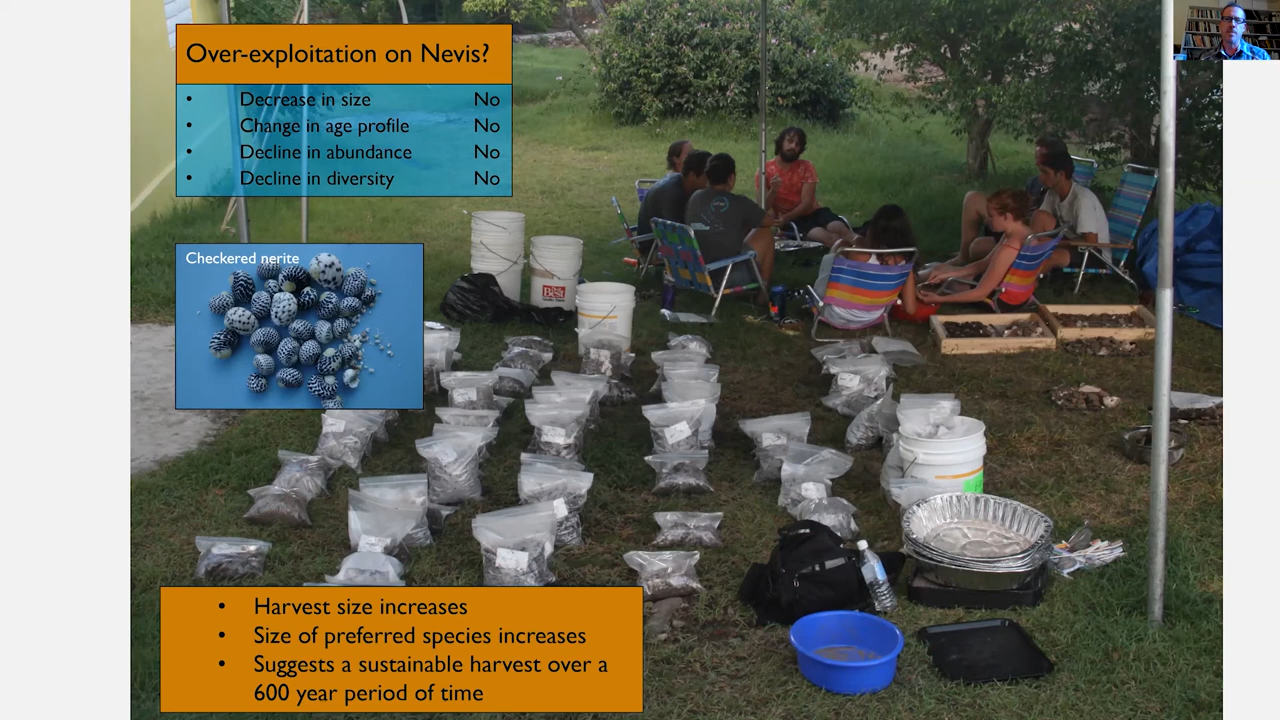 Over-exploitation on Nevis?
• Decrease in size No
• Change in age profile No
• Decline in abundance No
• Decline in diversity No
Checkered nerite
Best
• Harvest size increases
• Size of preferred species increases
• Suggests a sustainable harvest over a
600 year period of time